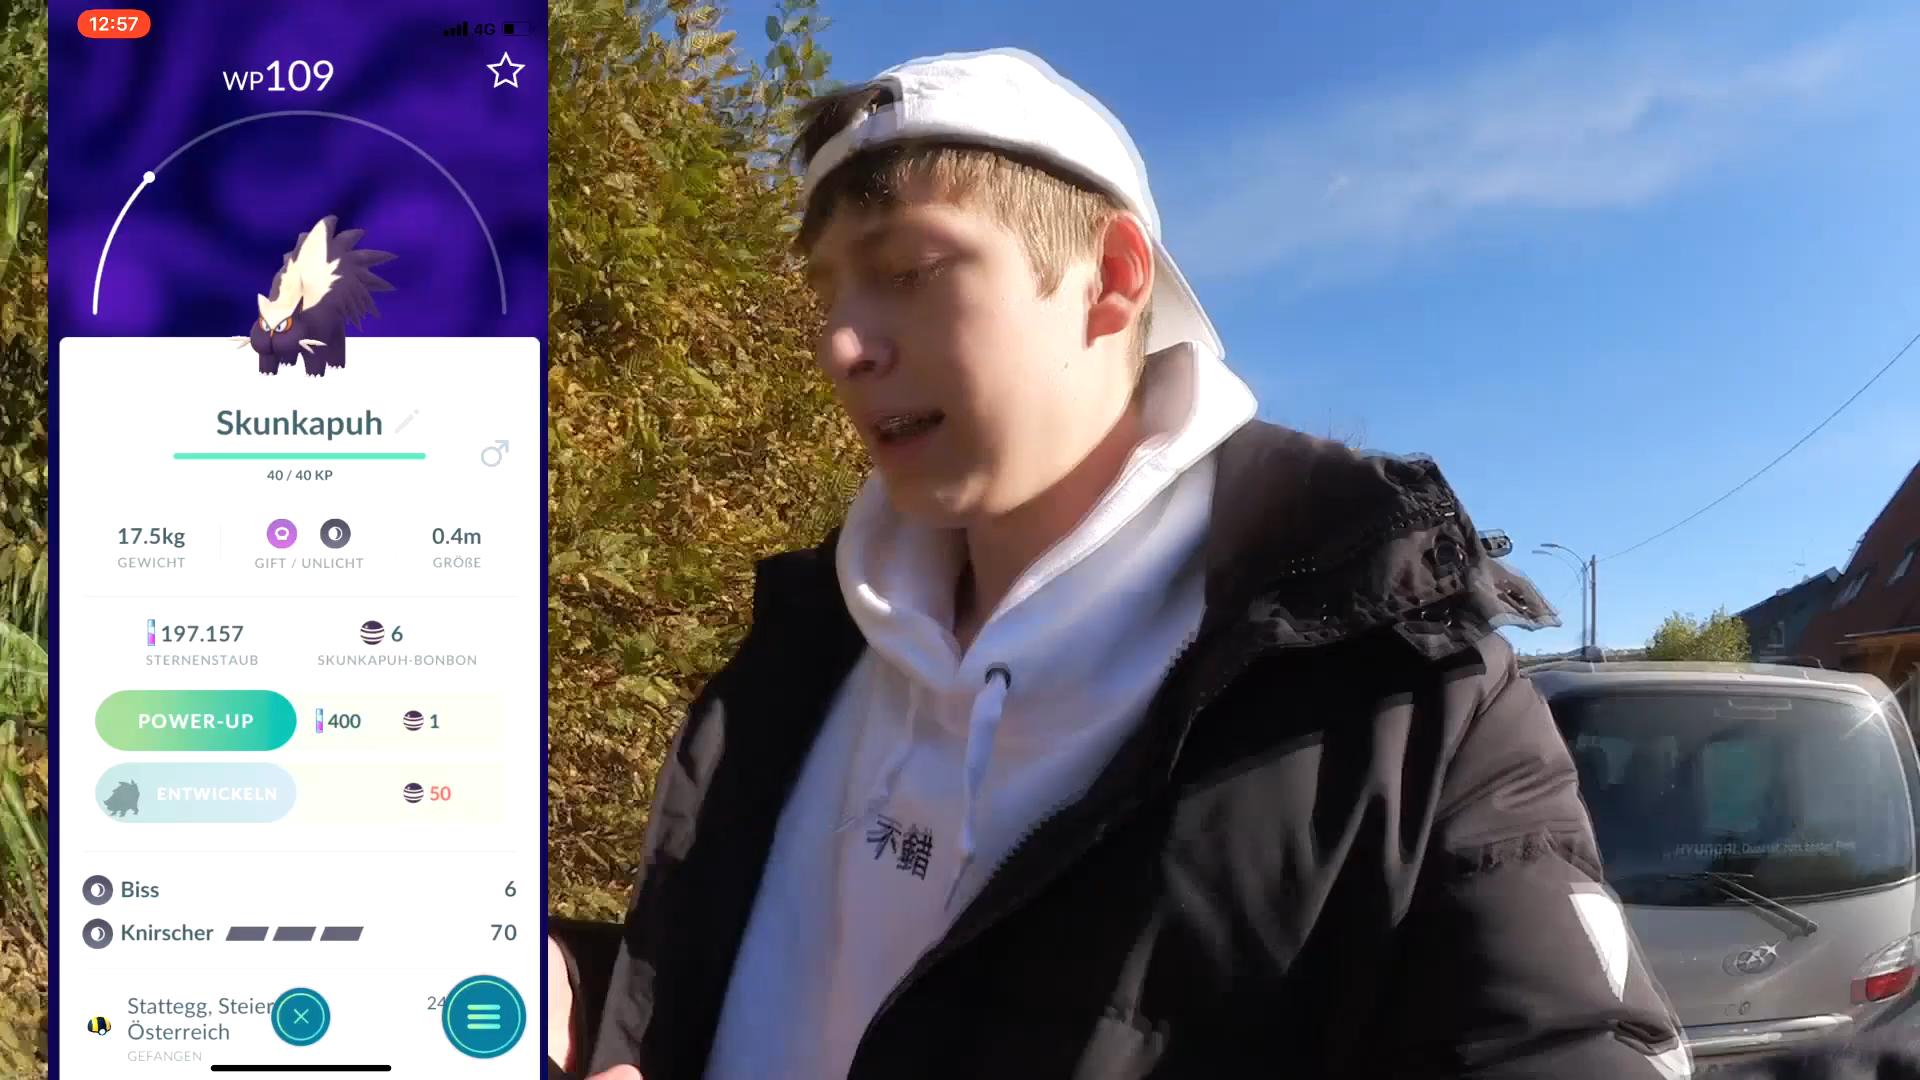 12:57
4G
WP109
Skunkapuh
40 / 40 KP
17.5kg
GEWICHT
GIFT / UNLICHT
0.4m
GRÖßE
197.157
STERNENSTAUB
6
SKUNKAPUH-BONBON
POWER-UP
400
1
ENTWICKELN
50
Biss
6
Knirscher
70
Stattegg, Steier
Österreich
24
GEFANGEN
不錯
HYUNDAI